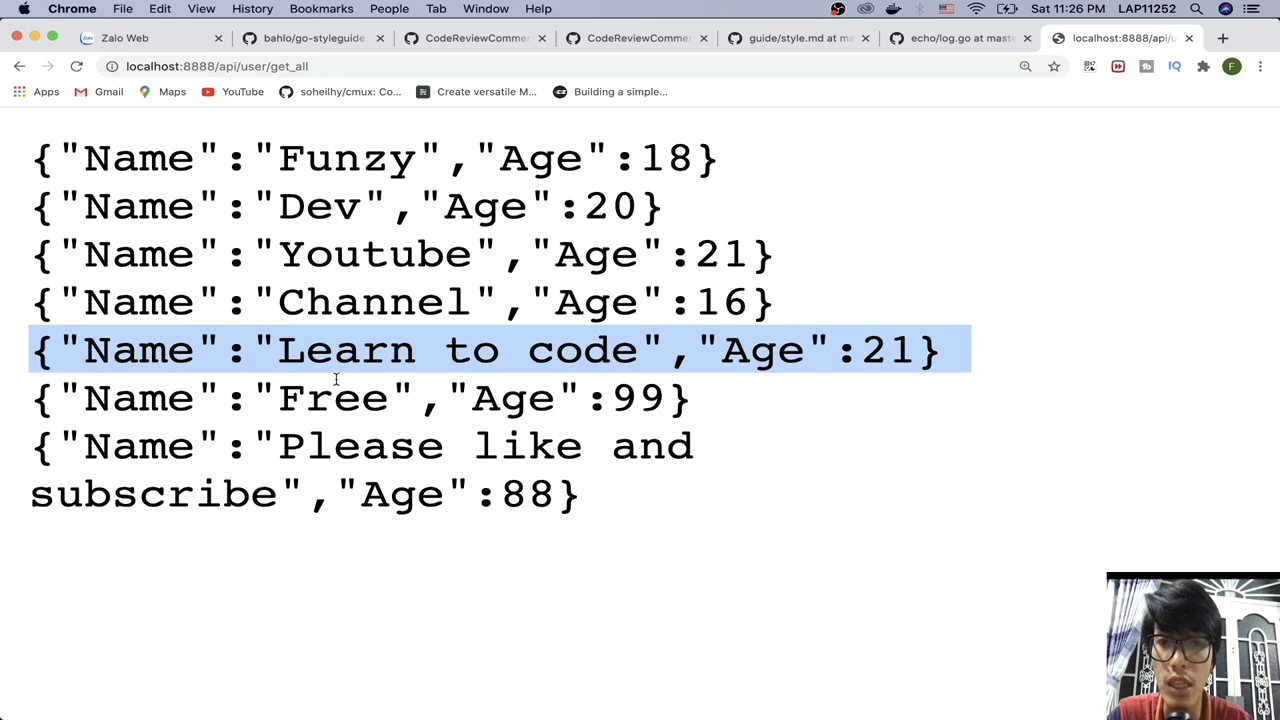 Chrome File Edit View History Bookmarks People Tab Window Help Sat 11:26 PM LAP11252
Zalo Web bahlo/go-styleguide: CodeReviewComme CodeReviewComme guide/style.md at ma echo/log.go at maste localhost:8888/api/u
localhost:8888/api/user/get_all IQ F
Apps Gmail Maps YouTube soheilhy/cmux: Co... Create versatile M... Building a simple...
{"Name":"Funzy","Age":18}
{"Name":"Dev","Age":20}
{"Name":"Youtube","Age":21}
{"Name":"Channel","Age":16}
{"Name":"Learn to code","Age":21}
{"Name":"Free","Age":99}
{"Name":"Please like and
subscribe","Age":88}